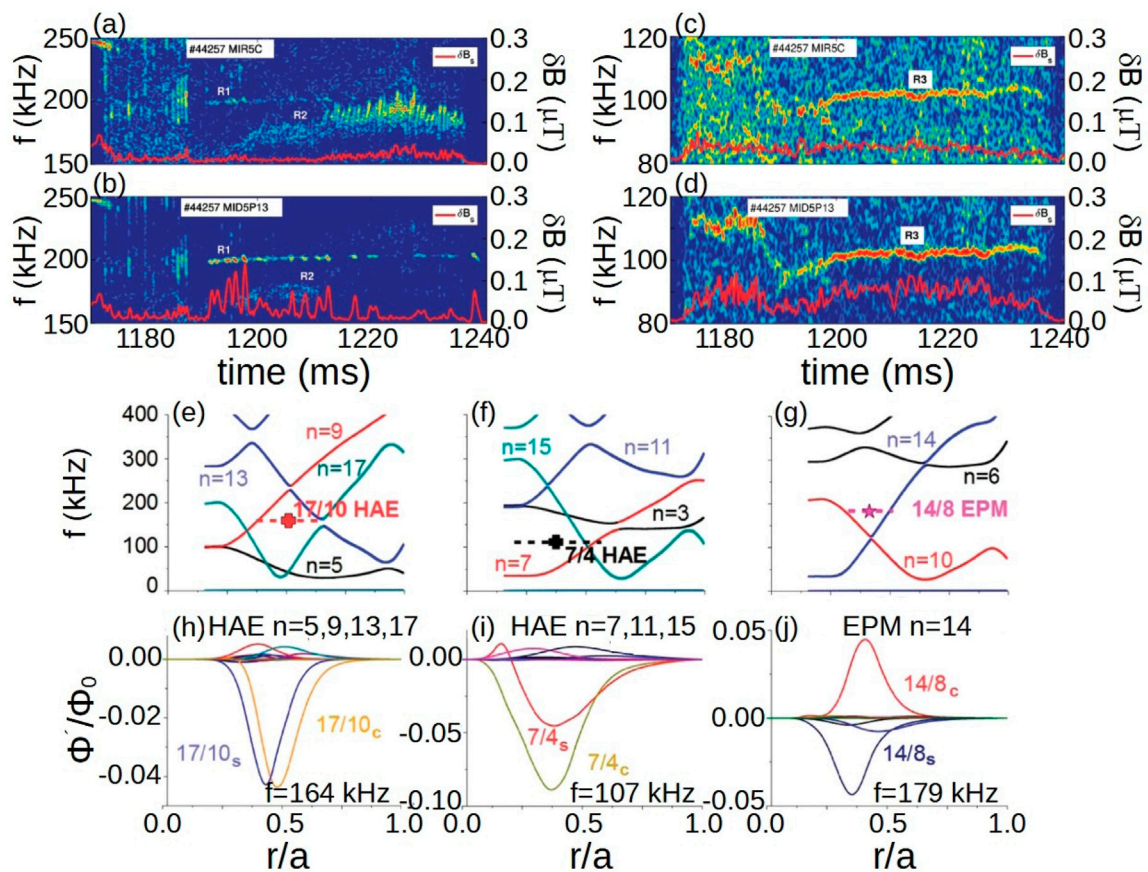 (a)
(c)
250
200
150
f (kHz)
#44257 MIR5C
R1
R2
δBs
0.3
0.2
0.1
0.0
δB (μT)
120
100
80
f (kHz)
#44257 MIR5C
R3
δBs
0.3
0.2
0.1
0.0
δB (μT)
(b)
(d)
250
200
150
f (kHz)
#44257 MID5P13
R1
R2
δBs
0.3
0.2
0.1
0.0
δB (μT)
120
100
80
f (kHz)
#44257 MID5P13
R3
δBs
0.3
0.2
0.1
0.0
δB (μT)
1180 1200 1220 1240
time (ms)
1180 1200 1220 1240
time (ms)
(e)
400
300
200
100
0
f (kHz)
n=9
n=13
n=17
17/10 HAE
n=5
(f)
n=15
n=11
n=3
7/4 HAE
n=7
(g)
n=14
n=6
14/8 EPM
n=10
(h) HAE n=5,9,13,17
0.00
-0.02
-0.04
Φ´/Φ0
17/10s
17/10c
f=164 kHz
(i) HAE n=7,11,15
0.00
-0.05
-0.10
7/4s
7/4c
f=107 kHz
(j) EPM n=14
0.05
0.00
-0.05
14/8c
14/8s
f=179 kHz
0.0 0.5 1.0
r/a
0.0 0.5 1.0
r/a
0.0 0.5 1.0
r/a